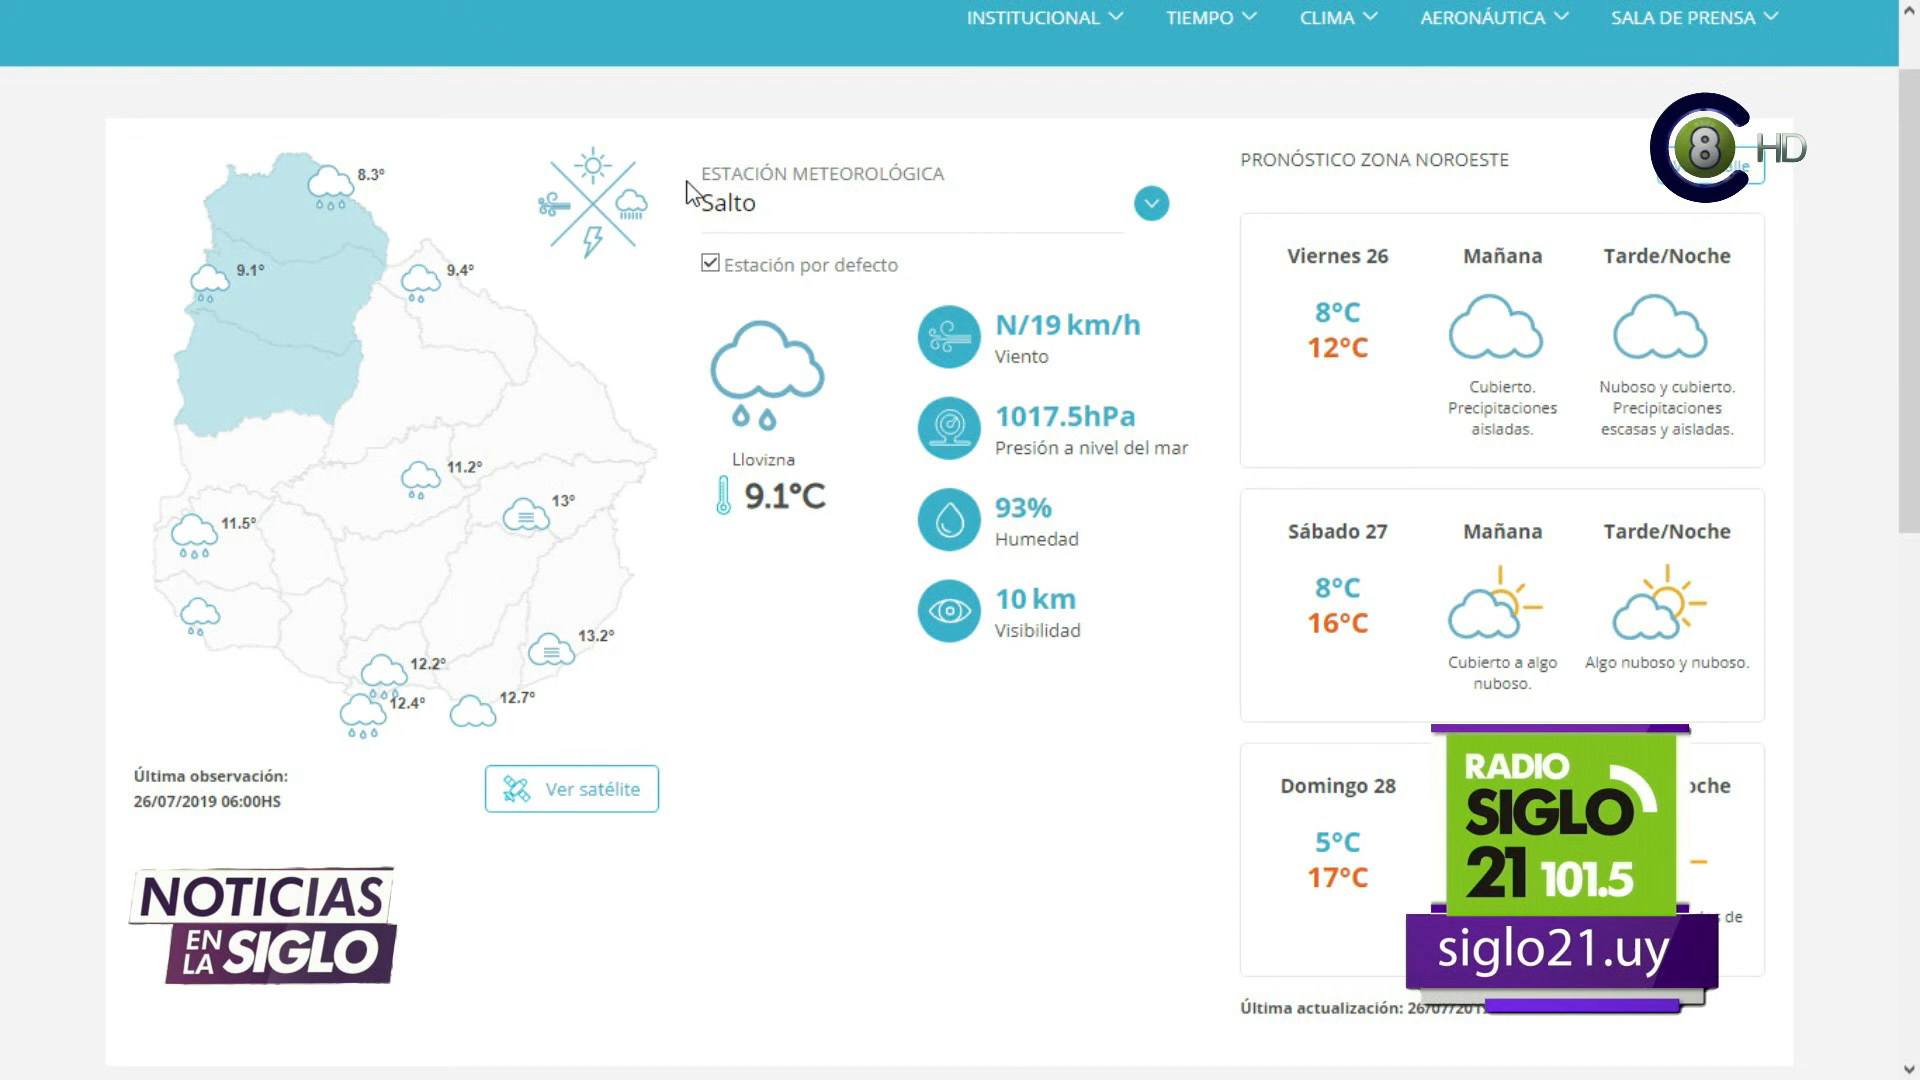 INSTITUCIONAL
TIEMPO
CLIMA
AERONÁUTICA
SALA DE PRENSA
8 HD
8.3°
9.1°
9.4°
11.2°
13°
11.5°
13.2°
12.2°
12.4°
12.7°
Última observación:
26/07/2019 06:00HS
Ver satélite
NOTICIAS
EN LA SIGLO
ESTACIÓN METEOROLÓGICA
Salto
Estación por defecto
Llovizna
9.1°C
N/19 km/h
Viento
1017.5hPa
Presión a nivel del mar
93%
Humedad
10 km
Visibilidad
PRONÓSTICO ZONA NOROESTE
Viernes 26
8°C
12°C
Mañana
Cubierto.
Precipitaciones
aisladas.
Tarde/Noche
Nuboso y cubierto.
Precipitaciones
escasas y aisladas.
Sábado 27
8°C
16°C
Mañana
Cubierto a algo
nuboso.
Tarde/Noche
Algo nuboso y nuboso.
Domingo 28
5°C
17°C
de
RADIO
SIGLO
21 101.5
siglo21.uy
Última actualización: 26/07/201